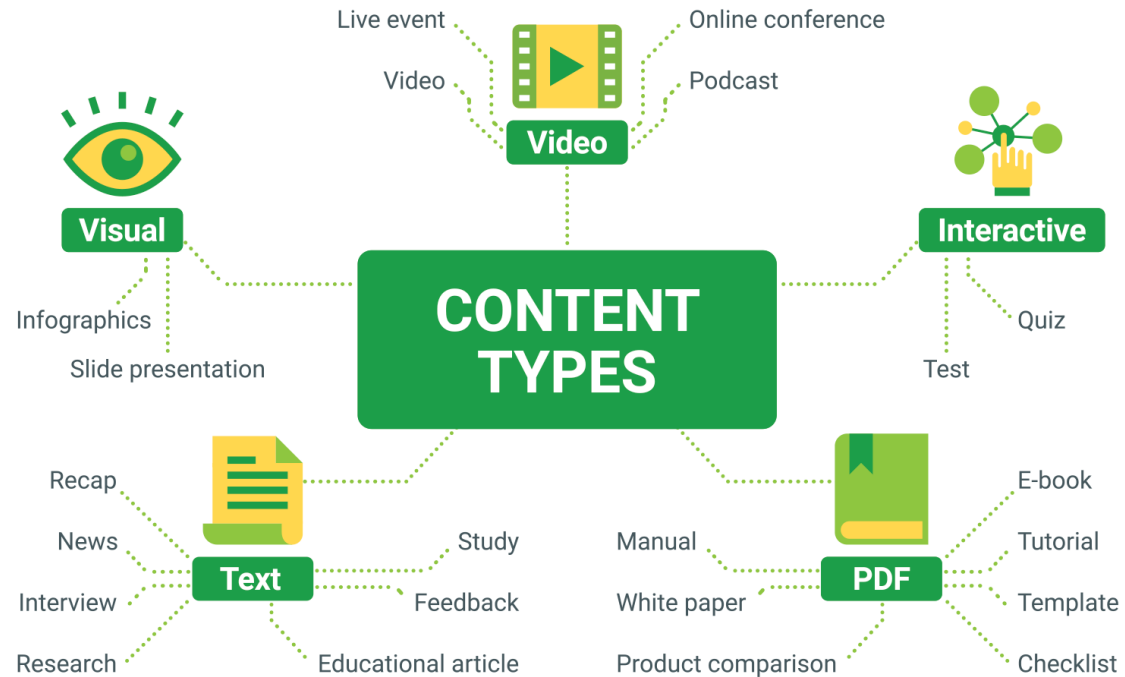 Live event
Online conference
Video
Podcast
Video
Visual
Interactive
Infographics
Slide presentation
Quiz
Test
CONTENT
TYPES
Recap
News
Interview
Research
Text
Study
Feedback
Educational article
Manual
White paper
Product comparison
PDF
E-book
Tutorial
Template
Checklist